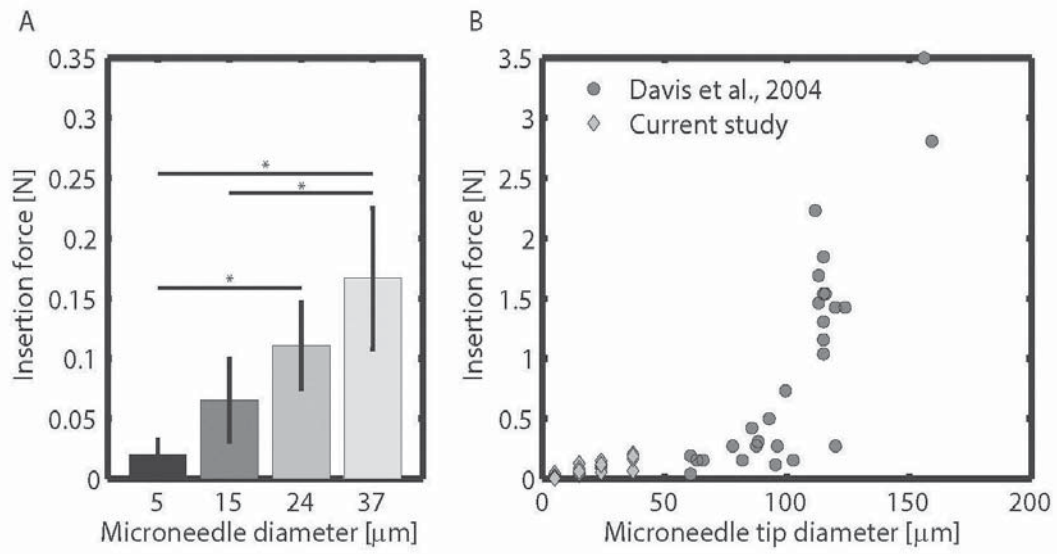 A
B
0.35
0.3
0.25
0.2
0.15
0.1
0.05
0
Insertion force [N]
*
*
*
5 15 24 37
Microneedle diameter [µm]
3.5
3
2.5
2
1.5
1
0.5
0
Insertion force [N]
Davis et al., 2004
Current study
0 50 100 150 200
Microneedle tip diameter [µm]